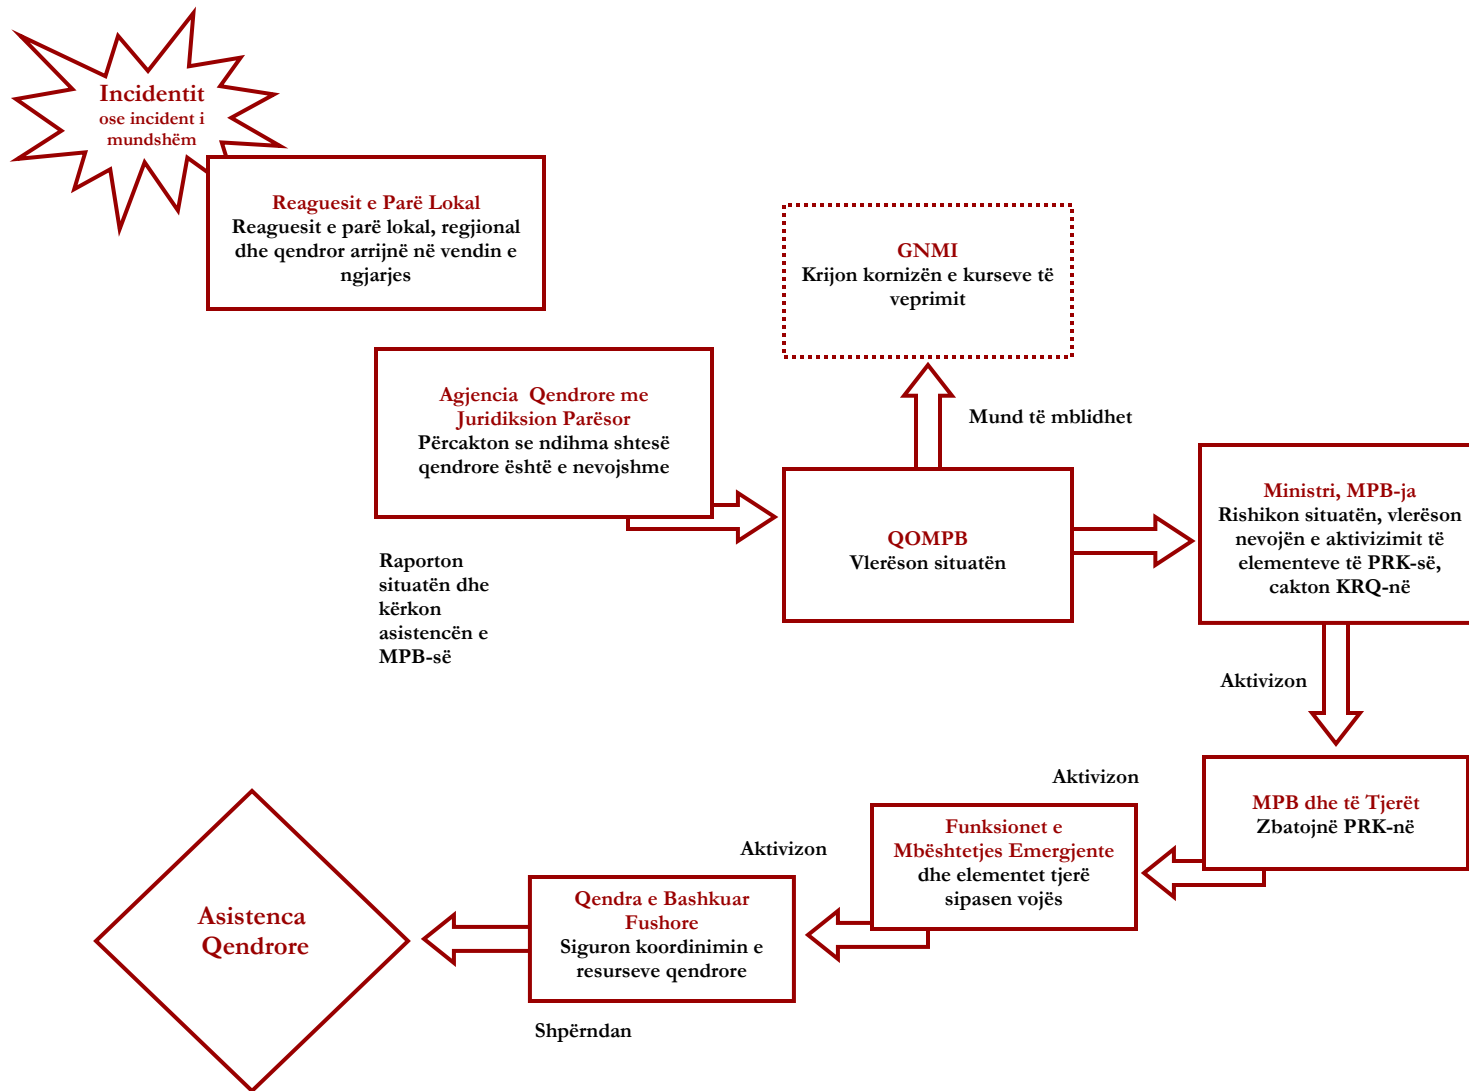 Incidentit
ose incident i
mundshëm
Reaguesit e Parë Lokal
Reaguesit e parë lokal, regjional
dhe qendror arrijnë në vendin e
ngjarjes
GNMI
Krijon kornizën e kurseve të
veprimit
Agjencia Qendrore me
Juridiksion Parësor
Përcakton se ndihma shtesë
qendrore është e nevojshme
Mund të mblidhet
Raporton
situatën dhe
kërkon
asistencën e
MPB-së
QOMPB
Vlerëson situatën
Ministri, MPB-ja
Rishikon situatën, vlerëson
nevojën e aktivizimit të
elementeve të PRK-së,
cakton KRQ-në
Aktivizon
MPB dhe të Tjerët
Zbatojnë PRK-në
Aktivizon
Funksionet e
Mbështetjes Emergjente
dhe elementet tjerë
sipasen vojës
Aktivizon
Qendra e Bashkuar
Fushore
Siguron koordinimin e
resurseve qendrore
Shpërndan
Asistenca
Qendrore